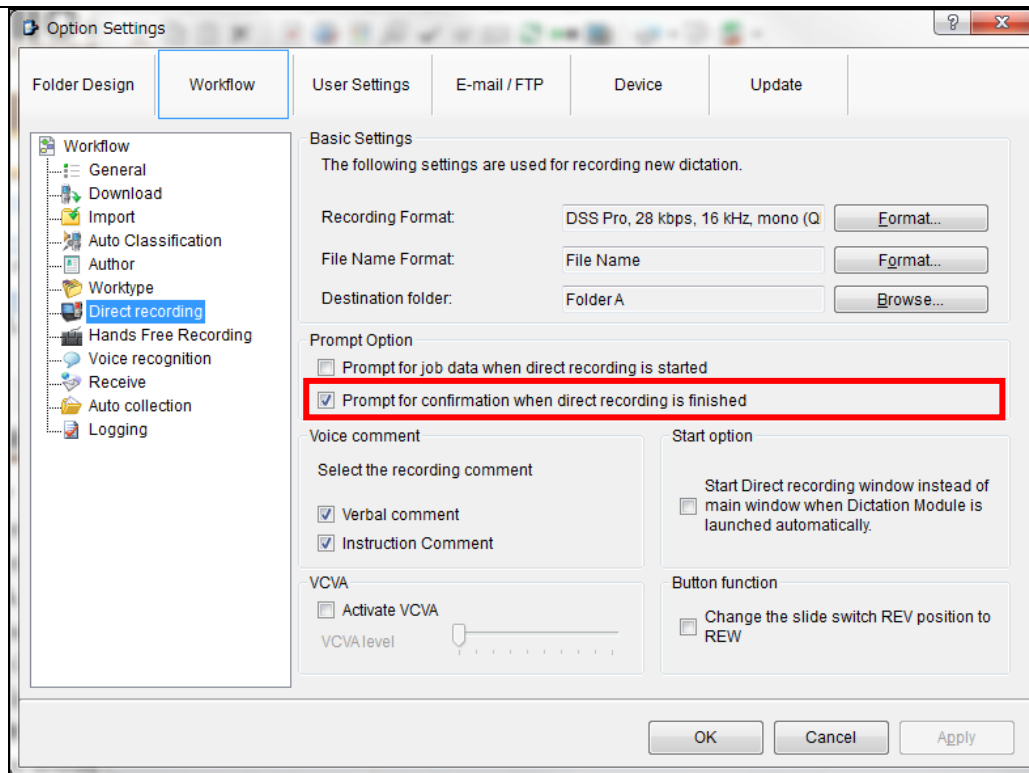 Option Settings
Folder Design
Workflow
User Settings
E-mail / FTP
Device
Update
Workflow
General
Download
Import
Auto Classification
Author
Worktype
Direct recording
Hands Free Recording
Voice recognition
Receive
Auto collection
Logging
Basic Settings
The following settings are used for recording new dictation.
Recording Format: DSS Pro, 28 kbps, 16 kHz, mono (Q Format...
File Name Format: File Name Format...
Destination folder: Folder A Browse...
Prompt Option
Prompt for job data when direct recording is started
Prompt for confirmation when direct recording is finished
Voice comment
Select the recording comment
Verbal comment
Instruction Comment
Start option
Start Direct recording window instead of
main window when Dictation Module is
launched automatically.
VCVA
Activate VCVA
VCVA level
Button function
Change the slide switch REV position to
REW
OK Cancel Apply